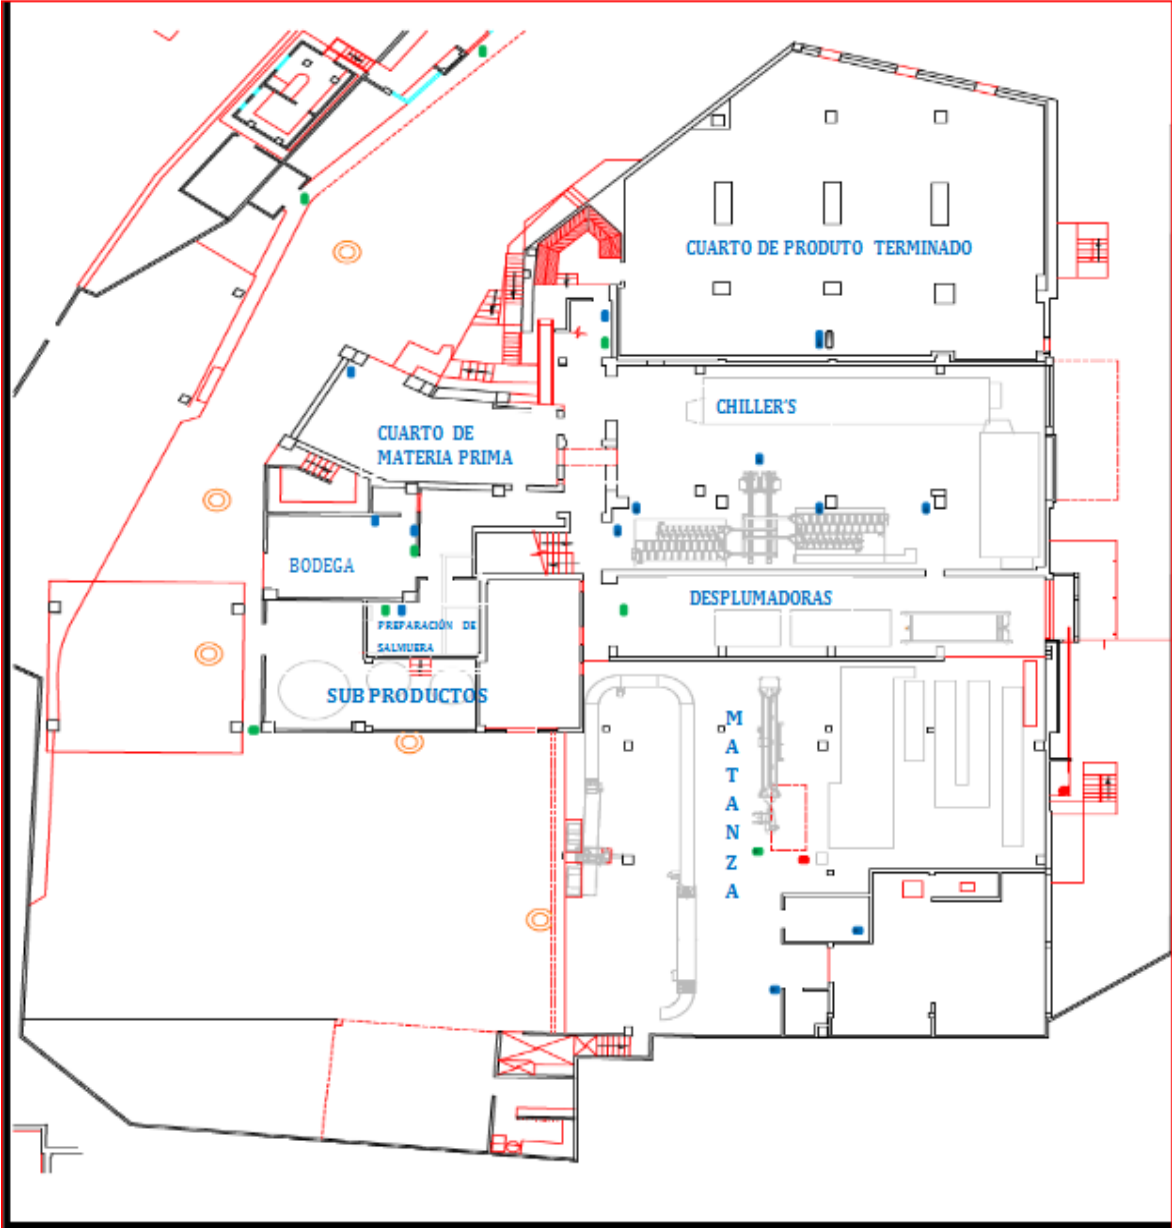 CUARTO DE PRODUTO TERMINADO
CHILLER'S
CUARTO DE
MATERIA PRIMA
BODEGA
DESPLUMADORAS
PREPARACIÓN DE
SALMUERA
SUB PRODUCTOS
M
A
T
A
N
Z
A